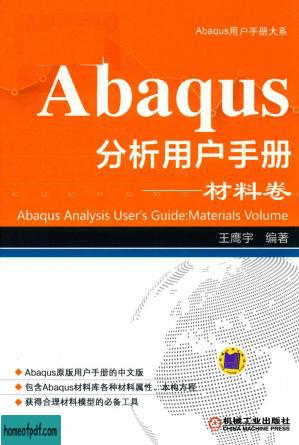 Abaqus用户手册大系
Abaqus
分析用户手册
——材料卷
Abaqus Analysis User's Guide:Materials Volume
王鹰宇 编著
Abaqus原版用户手册的中文版
包含Abaqus材料库各种材料属性、本构方程
获得合理材料模型的必备工具
机械工业出版社
CHINA MACHINE PRESS
homeofpdf.com